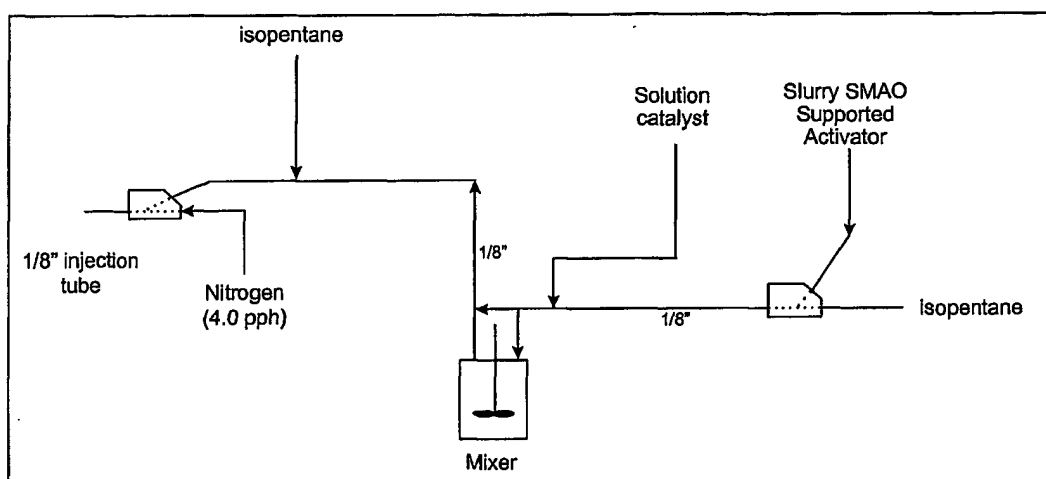 isopentane
Solution
catalyst
Slurry SMAO
Supported
Activator
1/8" injection
tube
Nitrogen
(4.0 pph)
1/8"
1/8"
isopentane
Mixer